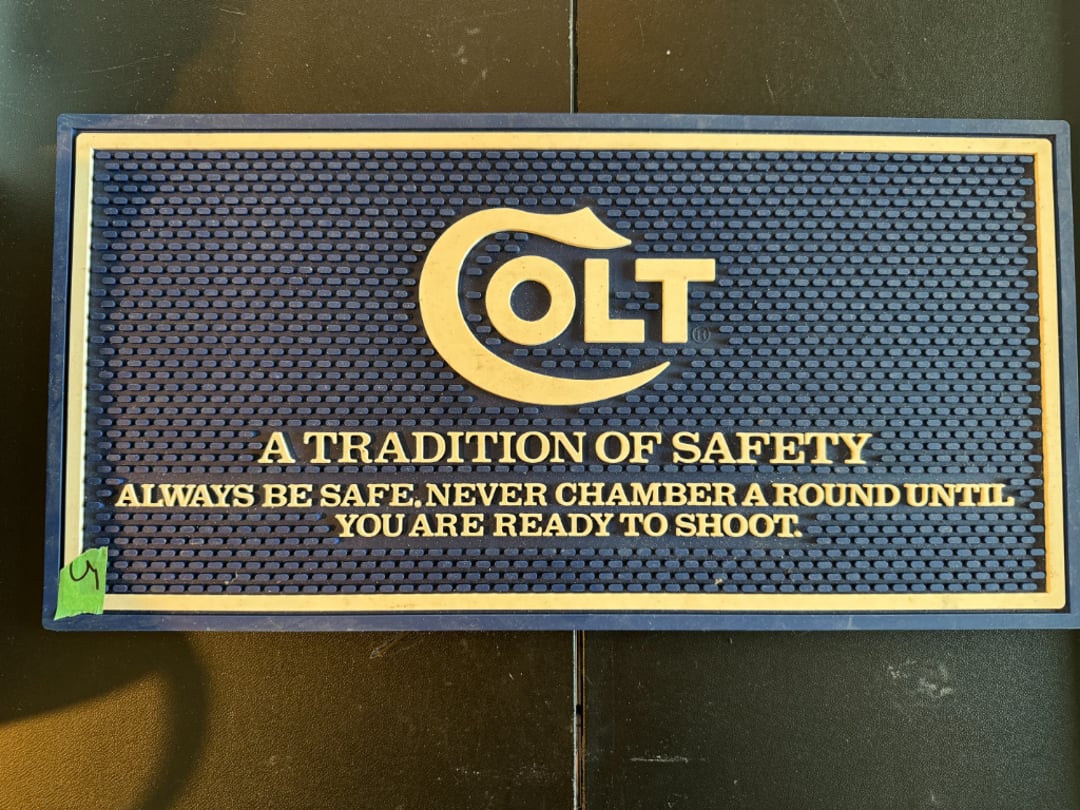 COLT®
A TRADITION OF SAFETY
ALWAYS BE SAFE. NEVER CHAMBER A ROUND UNTIL
YOU ARE READY TO SHOOT.